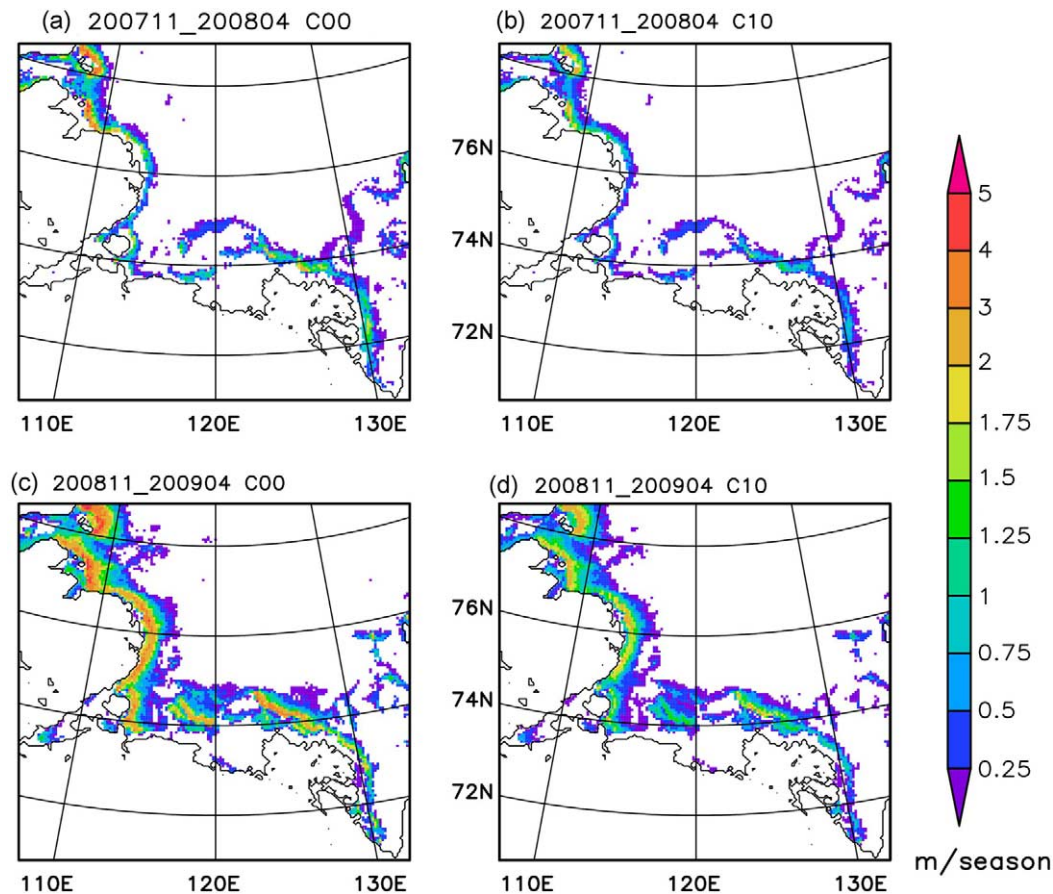 (a) 200711_200804 C00
(b) 200711_200804 C10
76N
74N
72N
110E 120E 130E
110E 120E 130E
(c) 200811_200904 C00
(d) 200811_200904 C10
76N
74N
72N
110E 120E 130E
110E 120E 130E
5
4
3
2
1.75
1.5
1.25
1
0.75
0.5
0.25
m/season